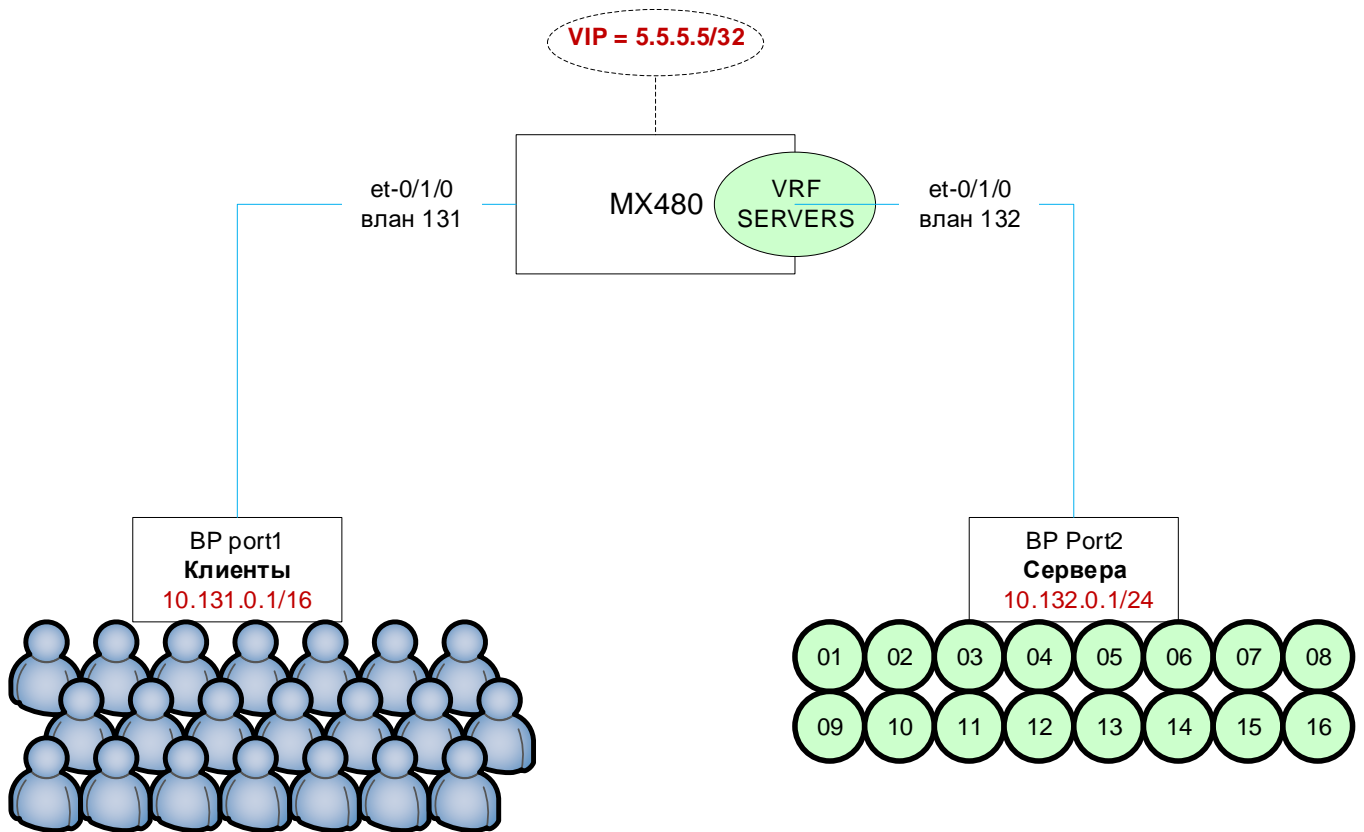 VIP = 5.5.5.5/32
et-0/1/0
влан 131
MX480
VRF
SERVERS
et-0/1/0
влан 132
BP port1
Клиенты
10.131.0.1/16
BP Port2
Сервера
10.132.0.1/24
01 02 03 04 05 06 07 08
09 10 11 12 13 14 15 16